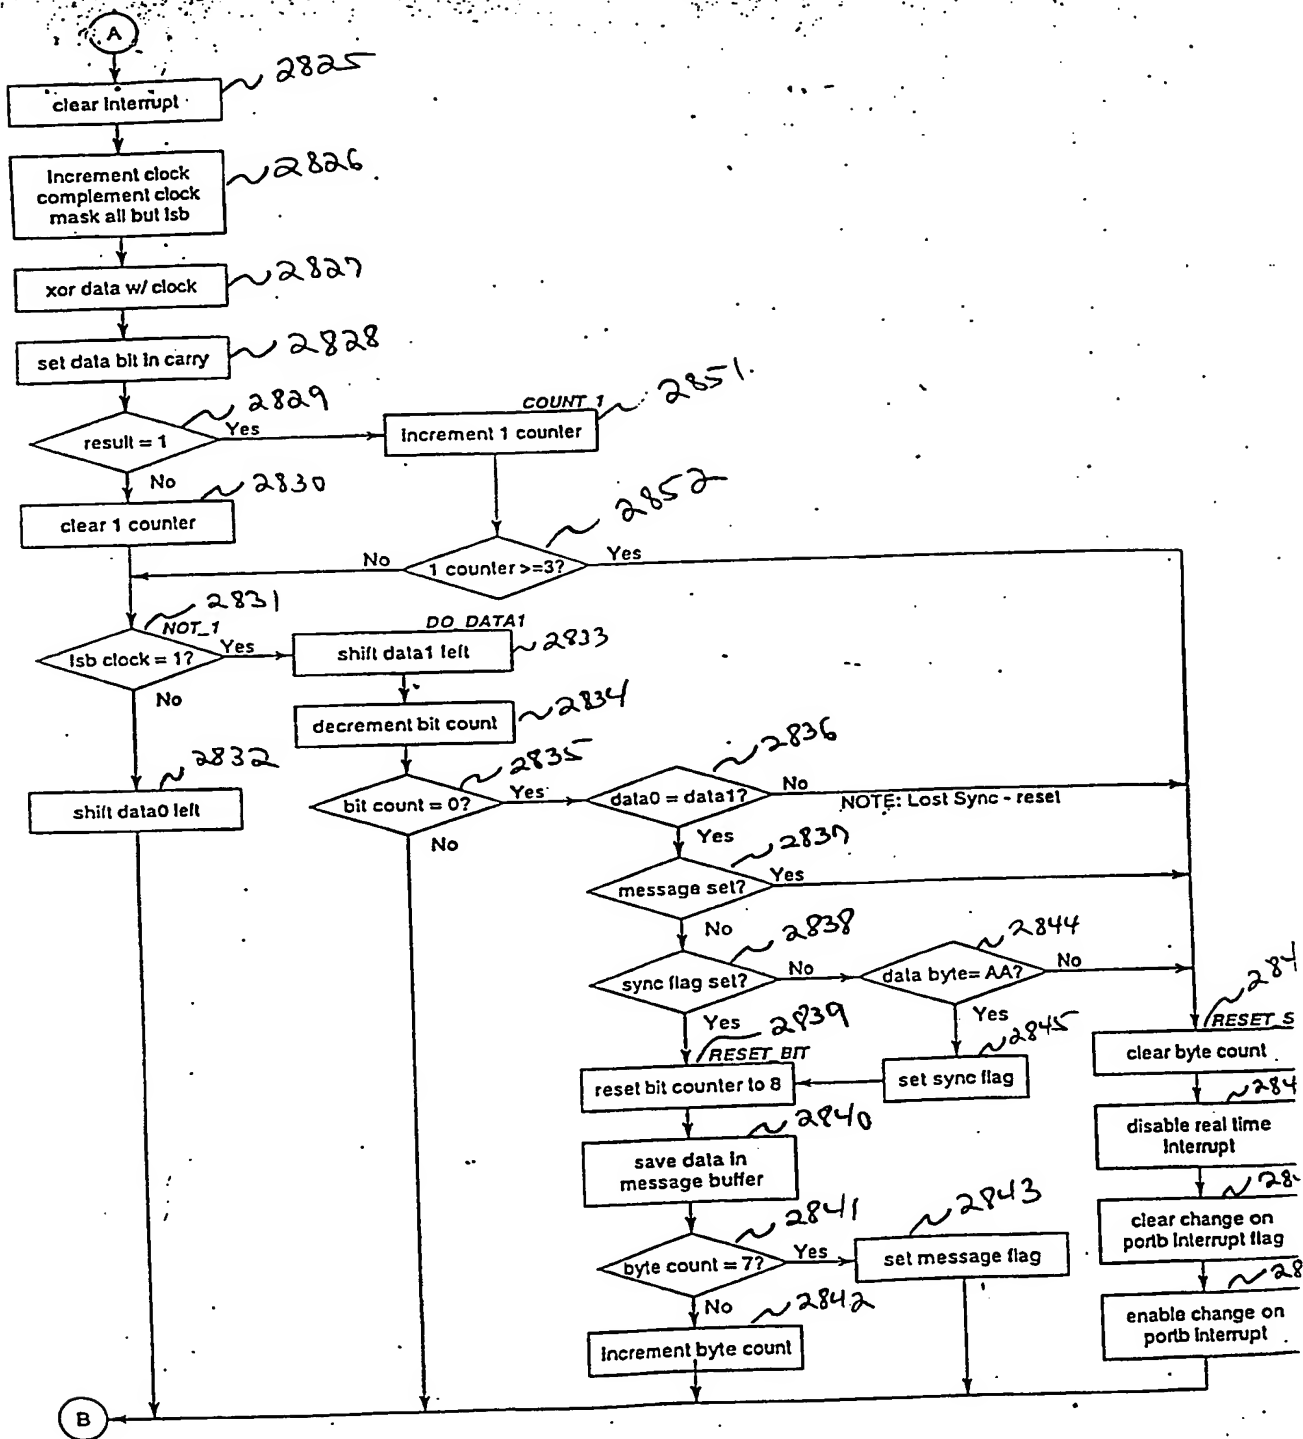 A
2825
clear Interrupt
2826
Increment clock
complement clock
mask all but lsb
2827
xor data w/ clock
2828
set data bit in carry
2829
result = 1
Yes
No
COUNT_1
2851
Increment 1 counter
2830
clear 1 counter
2852
1 counter >=3?
No
Yes
2831
NOT_1
lsb clock = 1?
Yes
No
DO_DATA1
2833
shift data1 left
2834
decrement bit count
2832
shift data0 left
2835
bit count = 0?
Yes
No
2836
data0 = data1?
No
NOTE: Lost Sync - reset
Yes
2837
message set?
Yes
No
2838
sync flag set?
No
Yes
2844
data byte= AA?
No
Yes
2839
RESET_BIT
reset bit counter to 8
2845
set sync flag
284
RESET_S
clear byte count
284
disable real time
Interrupt
2840
save data in
message buffer
28
clear change on
portb Interrupt flag
2841
byte count = 7?
Yes
No
2843
set message flag
28
enable change on
portb Interrupt
2842
Increment byte count
B